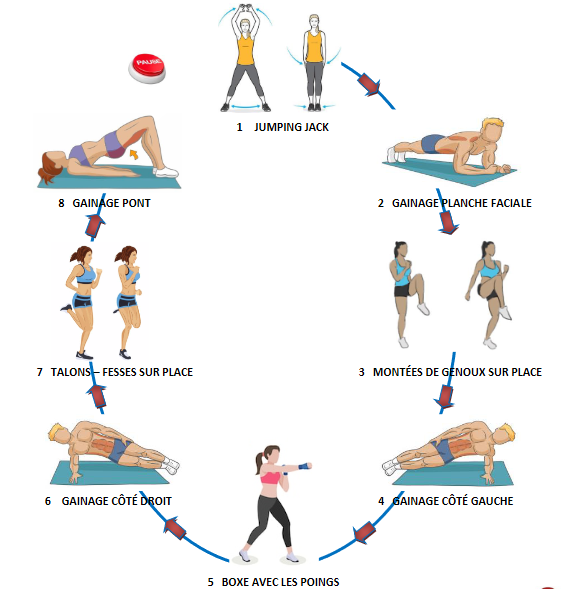 PAUSE
1 JUMPING JACK
8 GAINAGE PONT
2 GAINAGE PLANCHE FACIALE
7 TALONS – FESSES SUR PLACE
3 MONTÉES DE GENOUX SUR PLACE
6 GAINAGE CÔTÉ DROIT
4 GAINAGE CÔTÉ GAUCHE
5 BOXE AVEC LES POINGS